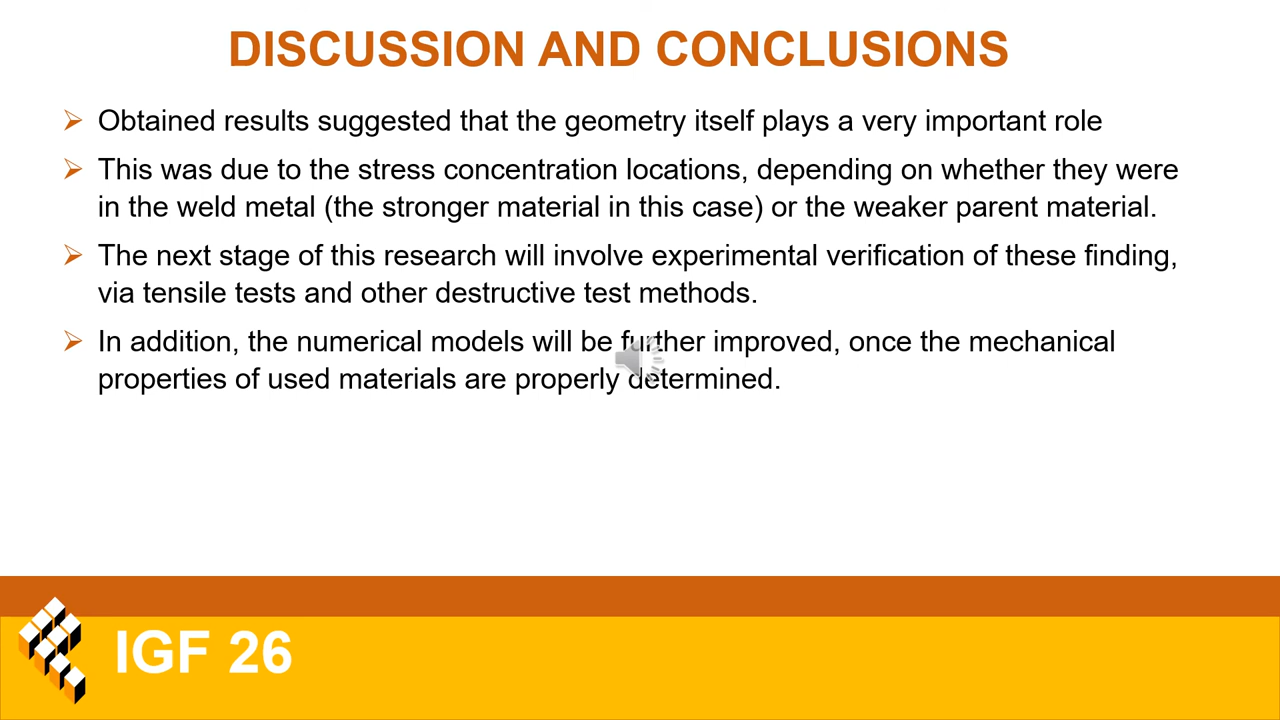 DISCUSSION AND CONCLUSIONS
Obtained results suggested that the geometry itself plays a very important role
This was due to the stress concentration locations, depending on whether they were
in the weld metal (the stronger material in this case) or the weaker parent material.
The next stage of this research will involve experimental verification of these finding,
via tensile tests and other destructive test methods.
In addition, the numerical models will be further improved, once the mechanical
properties of used materials are properly determined.
IGF 26